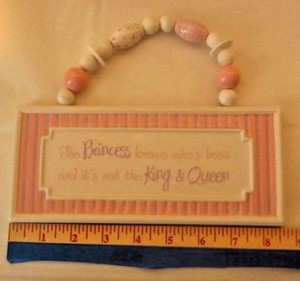 The Princess knows who's boss
and it's not the King & Queen
1 2 3 4 5 6 7 8 9